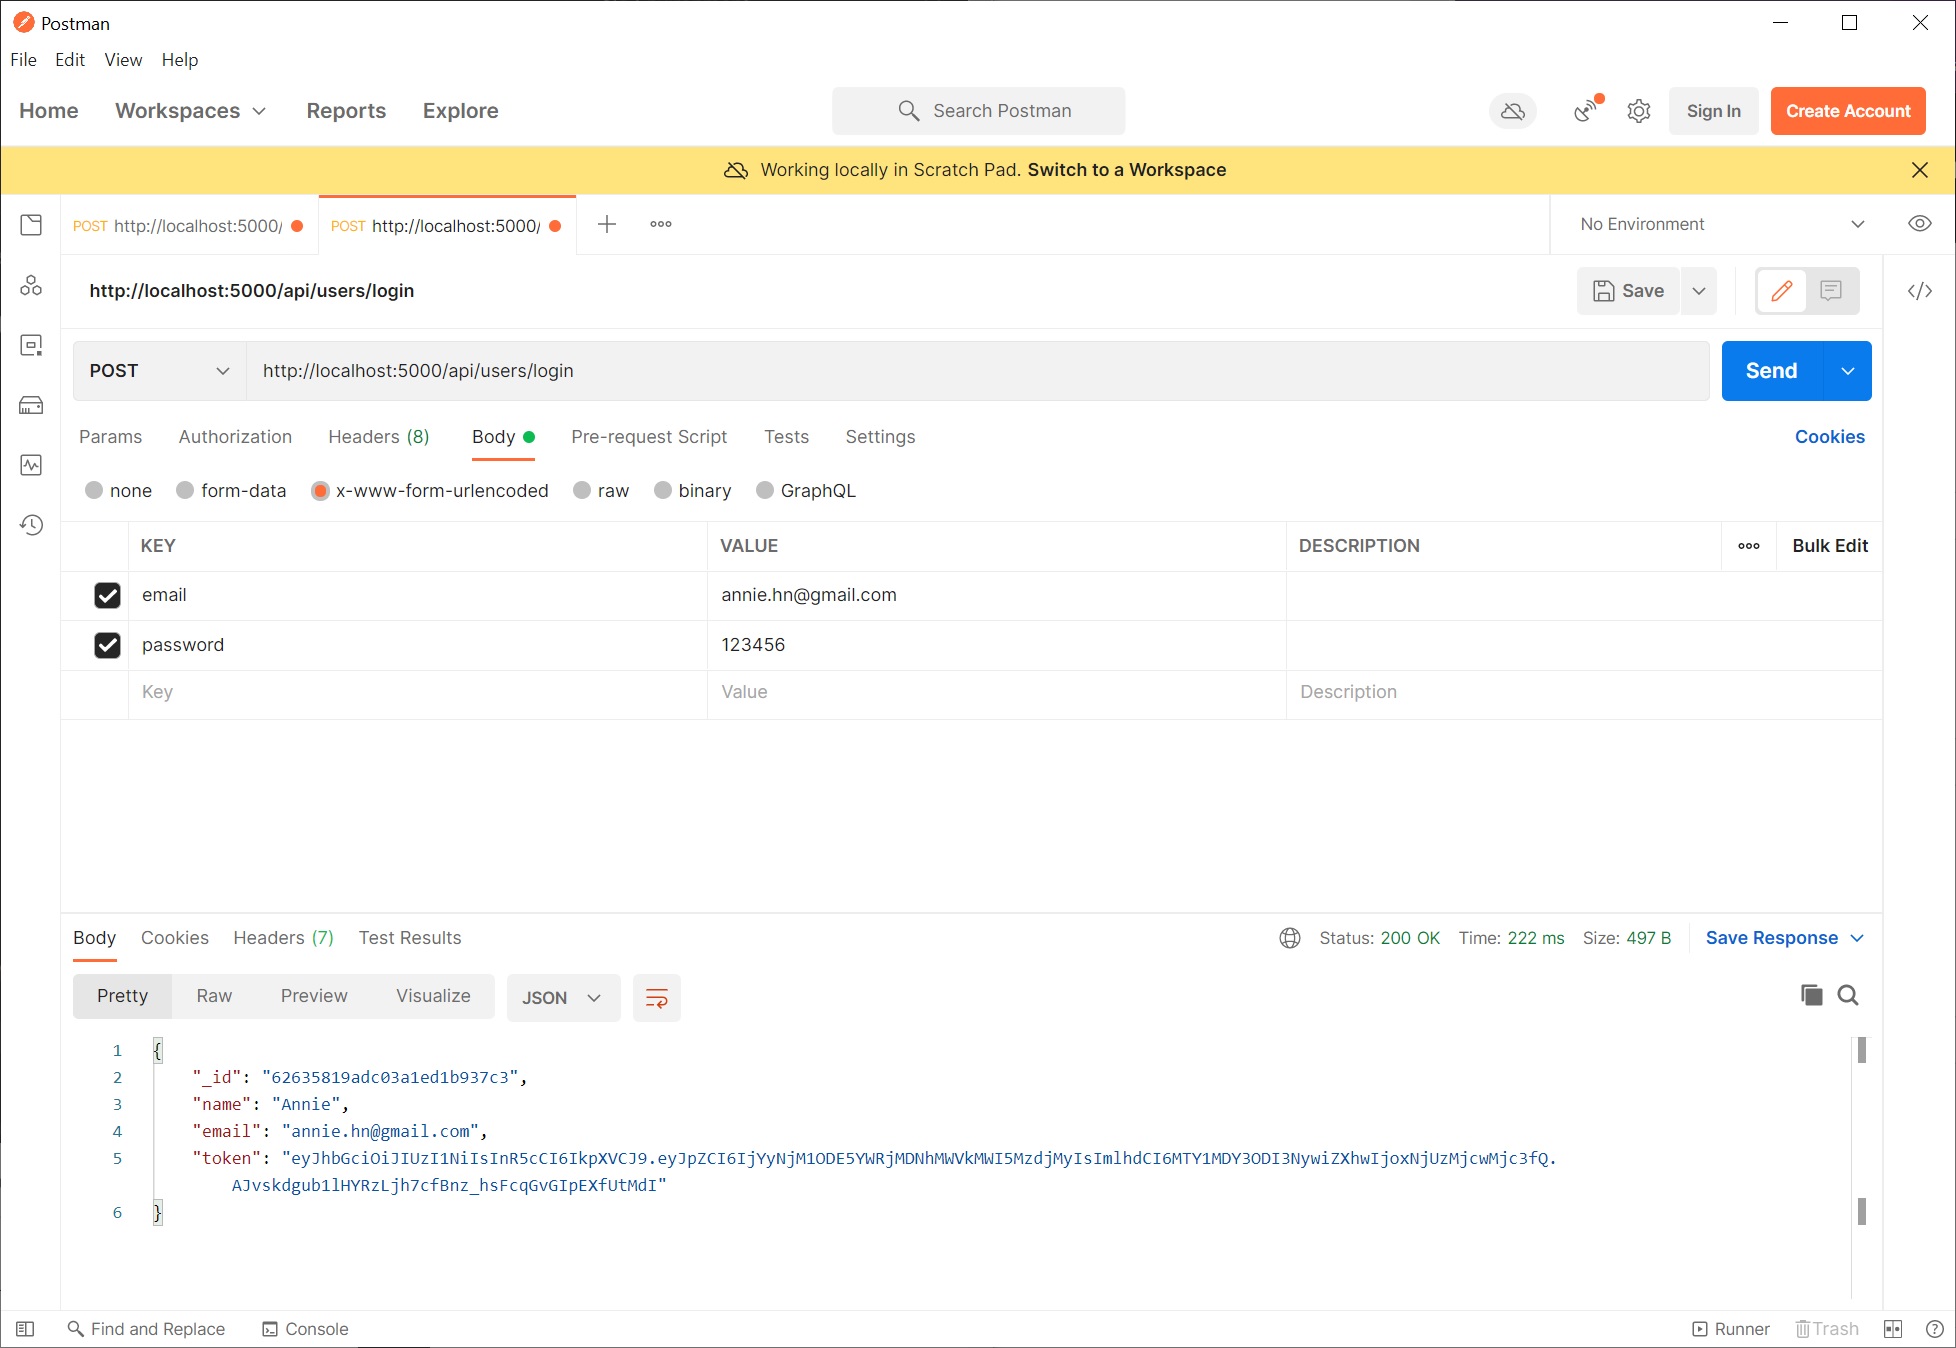 Postman
File Edit View Help
Home Workspaces Reports Explore Search Postman Sign In Create Account
Working locally in Scratch Pad. Switch to a Workspace
POST http://localhost:5000/ POST http://localhost:5000/ No Environment
http://localhost:5000/api/users/login Save
POST http://localhost:5000/api/users/login Send
Params Authorization Headers (8) Body Pre-request Script Tests Settings Cookies
none form-data x-www-form-urlencoded raw binary GraphQL
KEY VALUE DESCRIPTION Bulk Edit
email annie.hn@gmail.com
password 123456
Key Value Description
Body Cookies Headers (7) Test Results Status: 200 OK Time: 222 ms Size: 497 B Save Response
Pretty Raw Preview Visualize JSON
1 {
2 "_id": "62635819adc03a1ed1b937c3",
3 "name": "Annie",
4 "email": "annie.hn@gmail.com",
5 "token": "eyJhbGciOiJIUzI1NiIsInR5cCI6IkpXVCJ9.eyJpZCI6IjYyNjM1ODE5YWRjMDNhMWVkMWI5MzdjMyIsImlhdCI6MTY1MDY3ODI3NywiZXhwIjoxNjUzMjcwMjc3fQ.
AJvskdgub1lHYRzLjh7cfBnz_hsFcqGvGIpEXfUtMdI"
6 }
Find and Replace Console Runner Trash